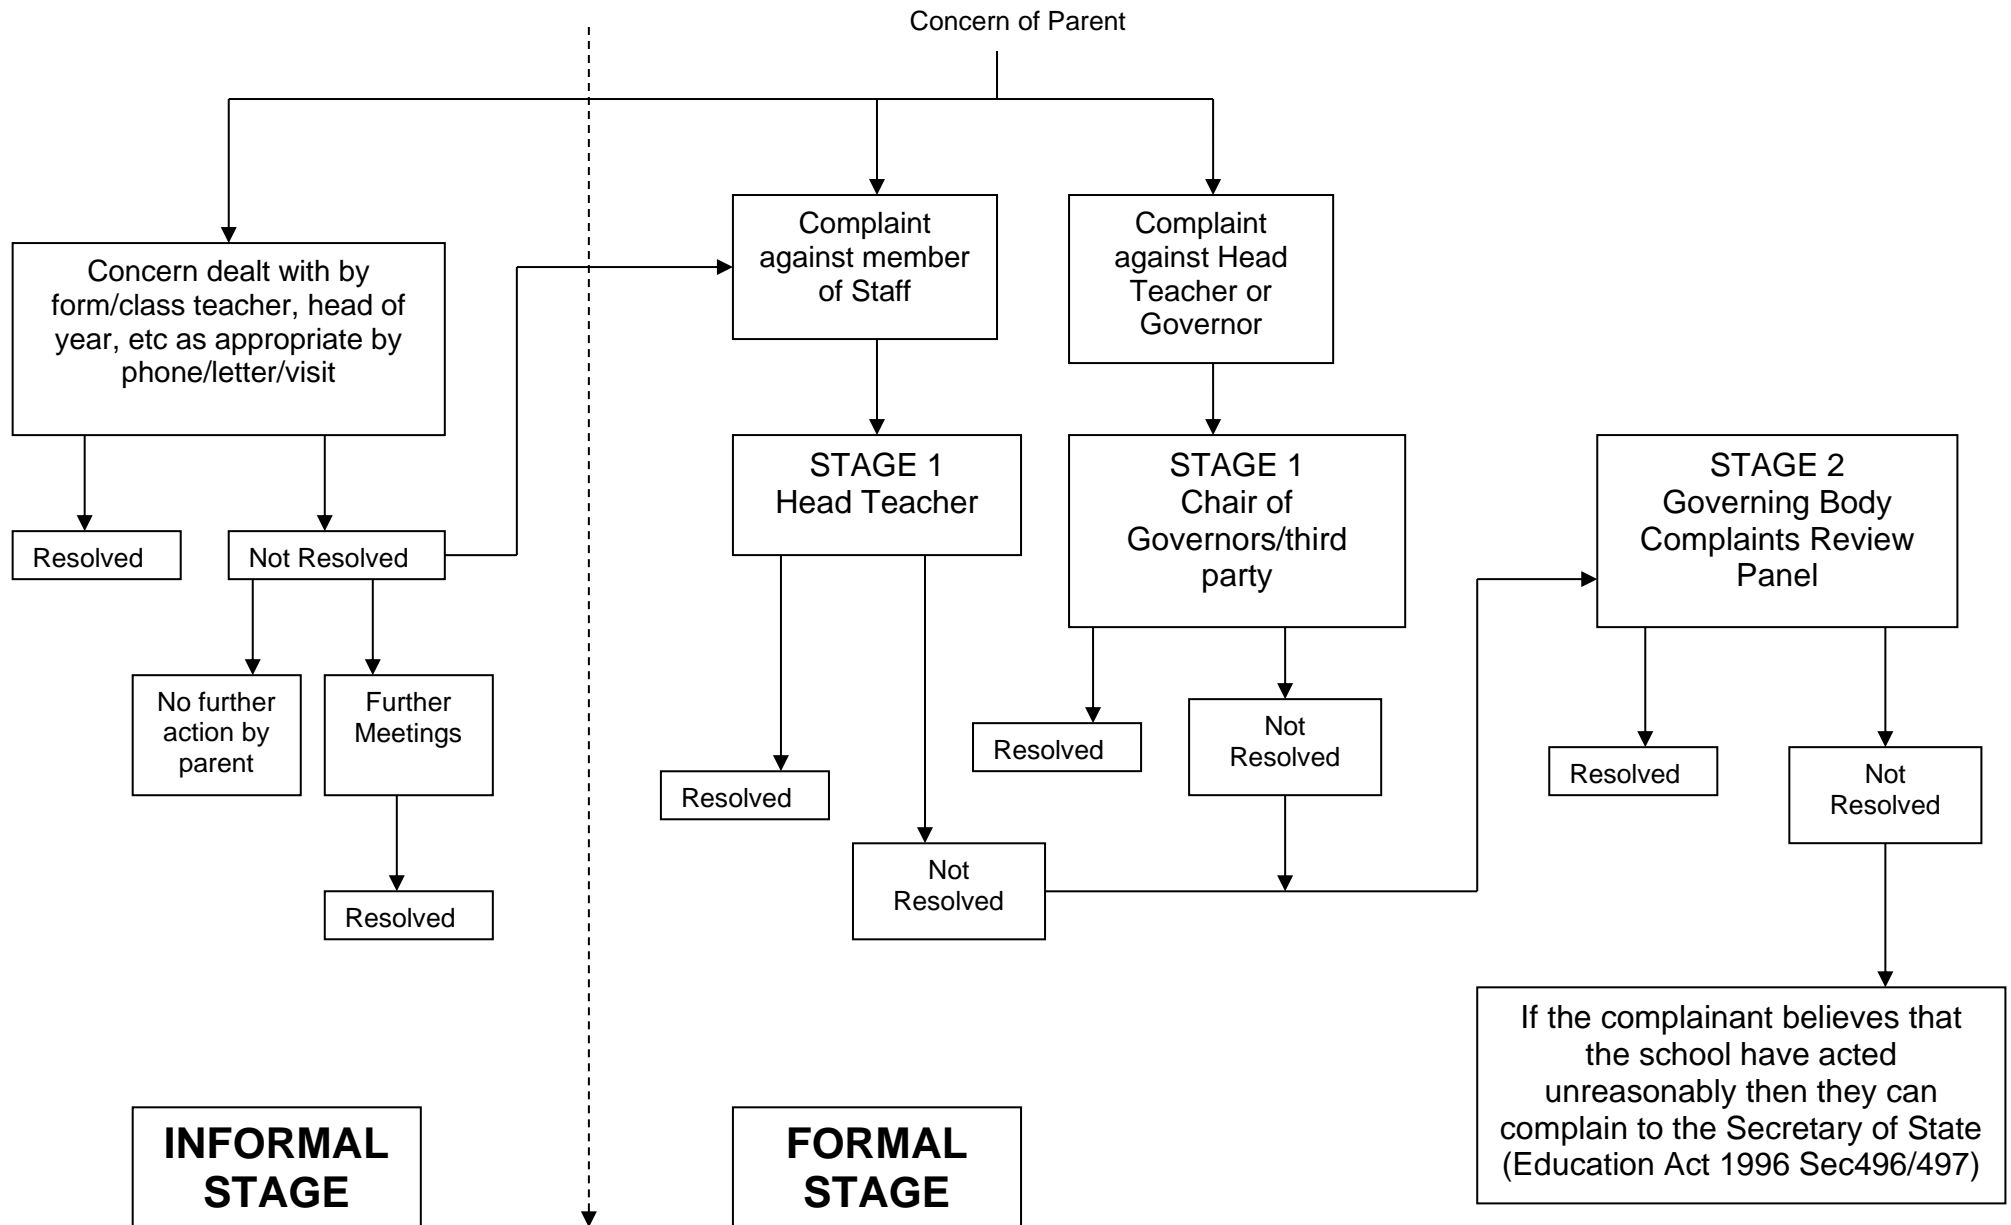 Concern of Parent
Concern dealt with by
form/class teacher, head of
year, etc as appropriate by
phone/letter/visit
Complaint
against member
of Staff
Complaint
against Head
Teacher or
Governor
Resolved
Not Resolved
No further
action by
parent
Further
Meetings
Resolved
STAGE 1
Head Teacher
Resolved
Not
Resolved
STAGE 1
Chair of
Governors/third
party
Resolved
Not
Resolved
STAGE 2
Governing Body
Complaints Review
Panel
Resolved
Not
Resolved
If the complainant believes that
the school have acted
unreasonably then they can
complain to the Secretary of State
(Education Act 1996 Sec496/497)
INFORMAL
STAGE
FORMAL
STAGE